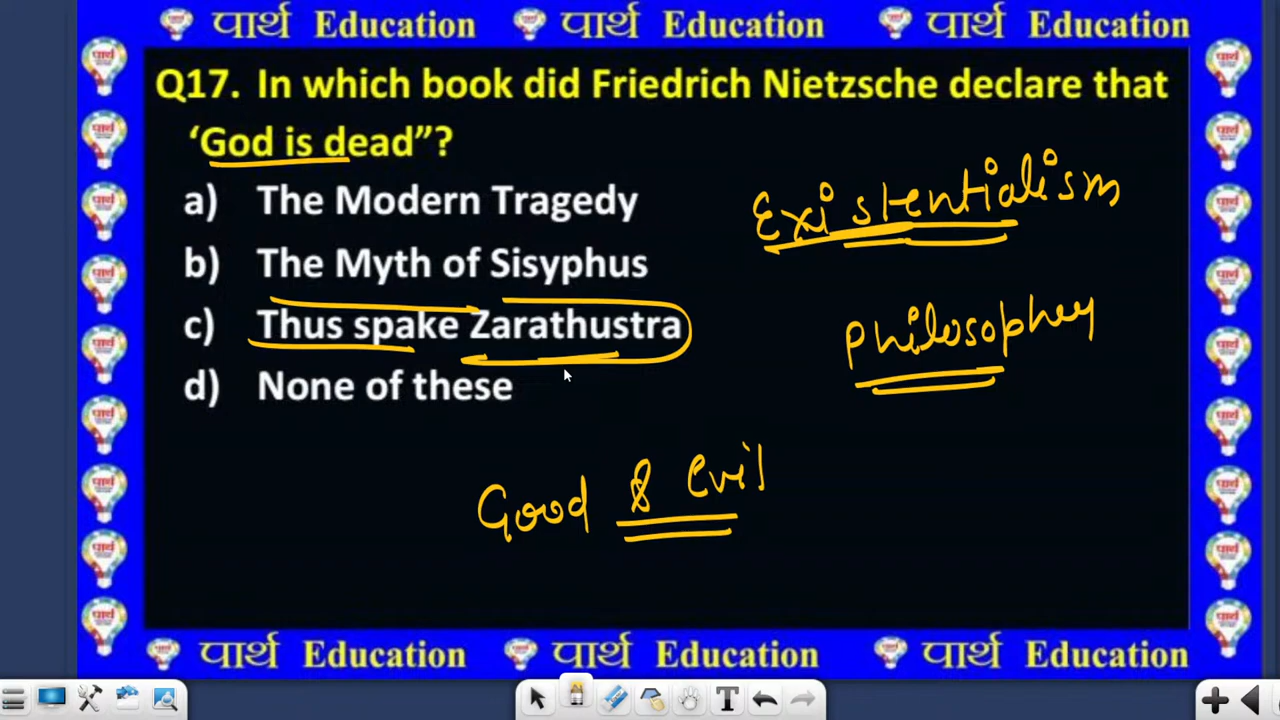 पार्थ Education पार्थ Education पार्थ Education
Q17. In which book did Friedrich Nietzsche declare that
‘God is dead”?
a) The Modern Tragedy
b) The Myth of Sisyphus
c) Thus spake Zarathustra
d) None of these
Existentialism
Philosophey
Good & Evil
पार्थ Education पार्थ Education पार्थ Education
T